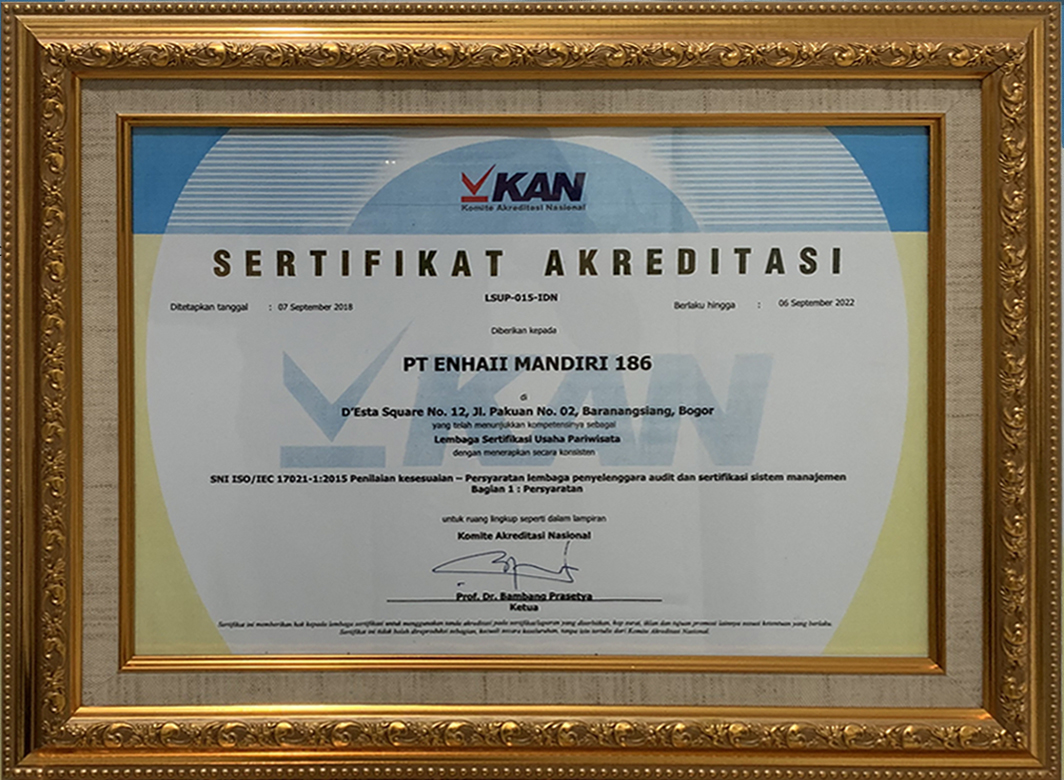 KAN
Komite Akreditasi Nasional
SERTIFIKAT AKREDITASI
LSUP-015-IDN
Ditetapkan tanggal : 07 September 2018
Berlaku hingga : 06 September 2022
Diberikan kepada
PT ENHAII MANDIRI 186
di
D'Esta Square No. 12, Jl. Pakuan No. 02, Baranangsiang, Bogor
yang telah menunjukkan kompetensinya sebagai
Lembaga Sertifikasi Usaha Pariwisata
dengan menerapkan secara konsisten
SNI ISO/IEC 17021-1:2015 Penilaian kesesuaian – Persyaratan lembaga penyelenggara audit dan sertifikasi sistem manajemen
Bagian 1 : Persyaratan
untuk ruang lingkup seperti dalam lampiran
Komite Akreditasi Nasional
Prof. Dr. Bambang Prasetya
Ketua
Sertifikat ini memberikan hak kepada lembaga sertifikasi untuk menggunakan tanda akreditasi pada sertifikat/laporan yang diterbitkan, kop surat, iklan dan tujuan promosi lainnya sesuai ketentuan yang berlaku.
Sertifikat ini tidak boleh direproduksi sebagian, kecuali secara keseluruhan, tanpa izin tertulis dari Komite Akreditasi Nasional.
KAN